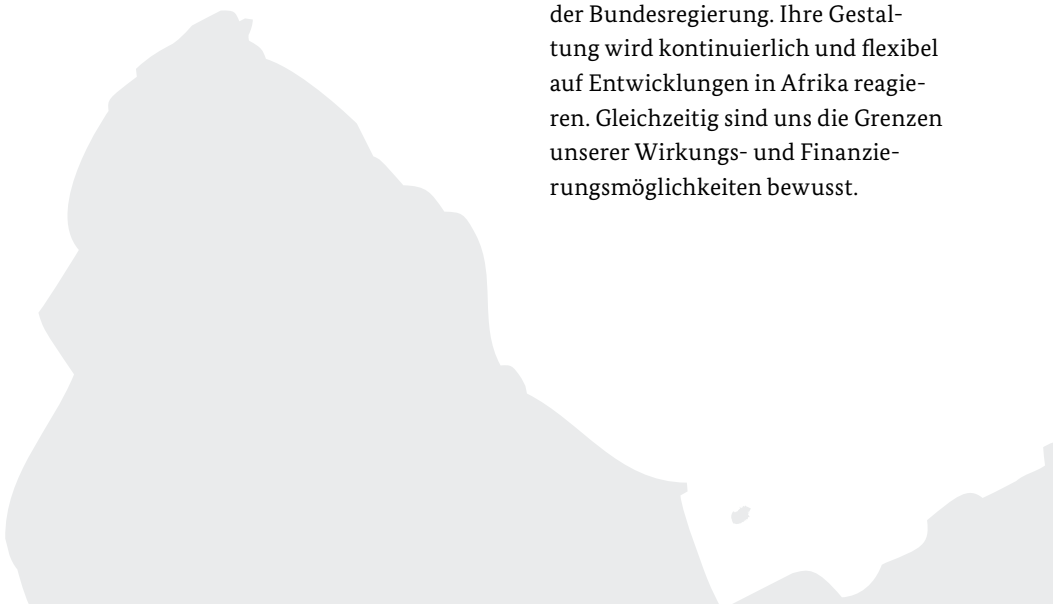 der Bundesregierung. Ihre Gestal-
tung wird kontinuierlich und flexibel
auf Entwicklungen in Afrika reagie-
ren. Gleichzeitig sind uns die Grenzen
unserer Wirkungs- und Finanzie-
rungsmöglichkeiten bewusst.